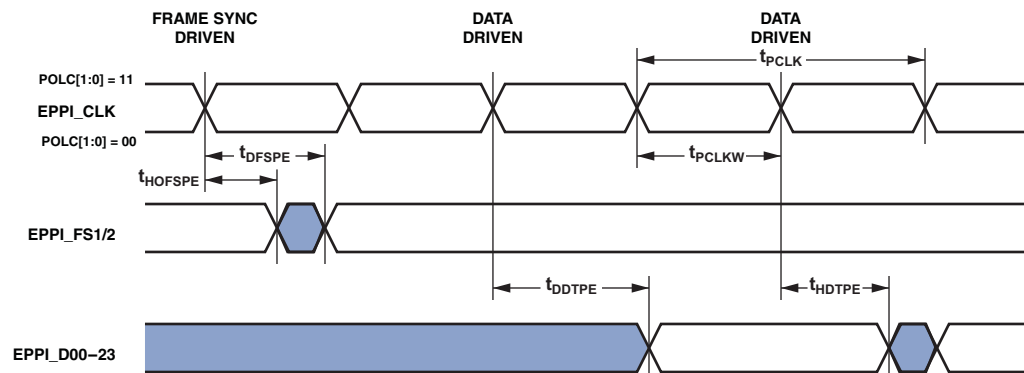 FRAME SYNC
DRIVEN
DATA
DRIVEN
DATA
DRIVEN
tPCLK
POLC[1:0] = 11
EPPI_CLK
POLC[1:0] = 00
tDFSPE
tPCLKW
tHOFSPE
EPPI_FS1/2
tDDTPE
tHDTPE
EPPI_D00–23